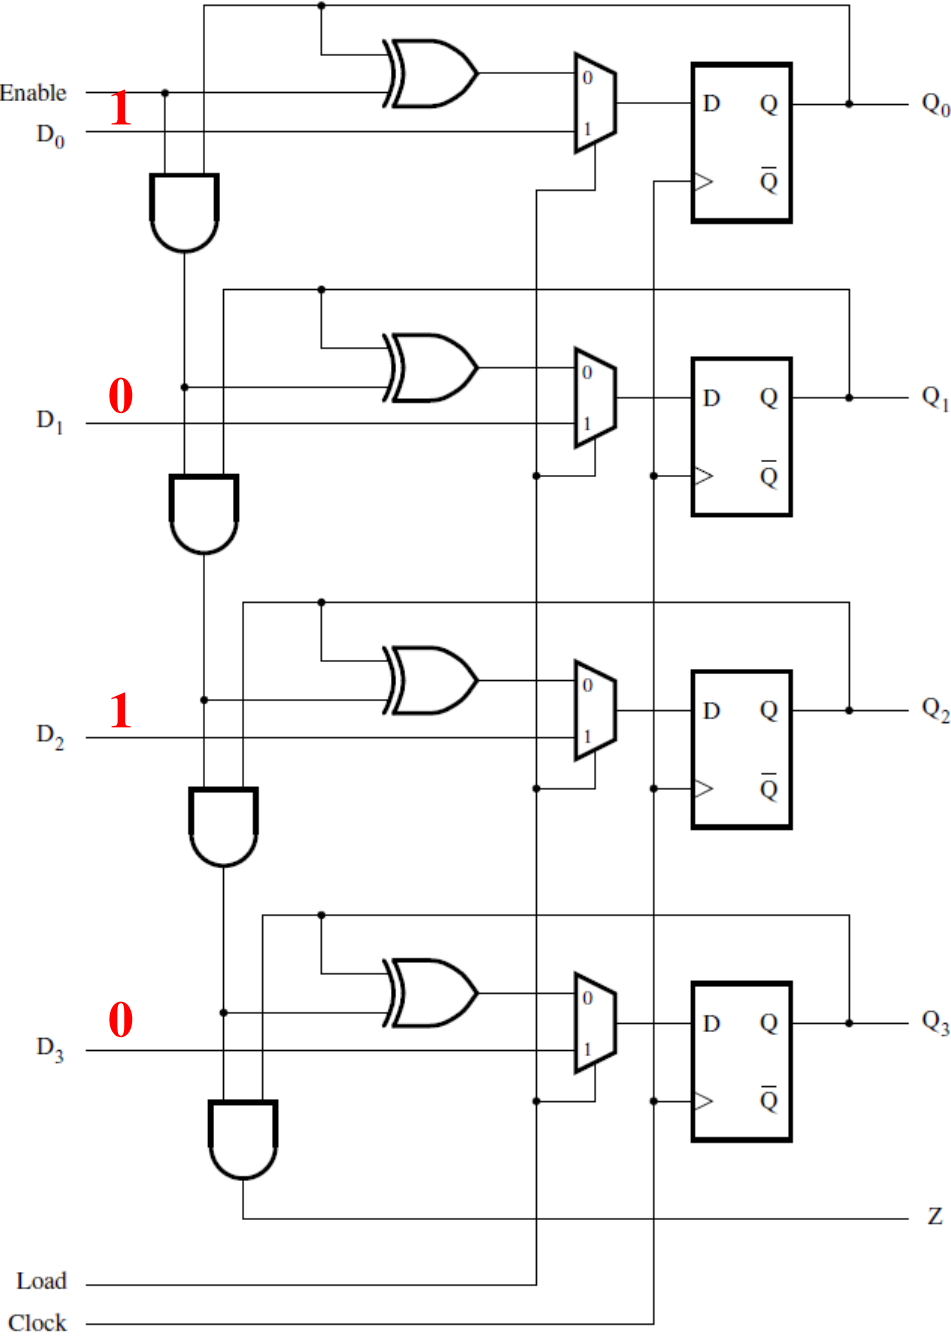 0
Enable 1 D Q Q0
D0 1
Q̅
0
D1 0 D Q Q1
1
Q̅
0
D2 1 D Q Q2
1
Q̅
0
D3 0 D Q Q3
1
Q̅
Z
Load
Clock